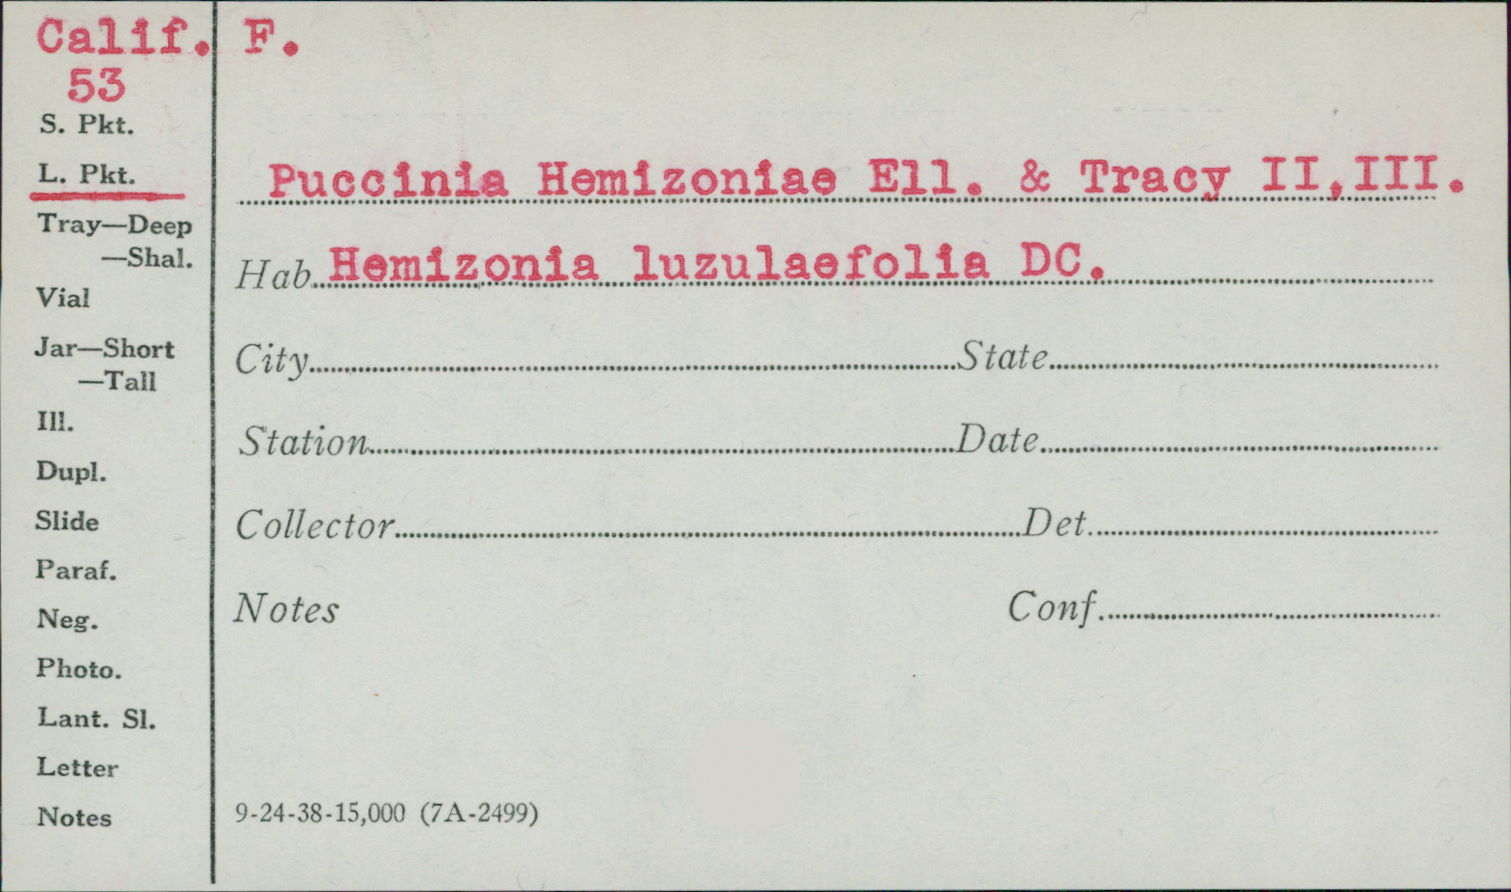 Calif. F.
53
S. Pkt.
L. Pkt.
Puccinia Hemizoniae Ell. & Tracy II,III.
Tray—Deep
—Shal.
Hab. Hemizonia luzulaefolia DC.
Vial
Jar—Short
—Tall
City State
Ill.
Station Date
Dupl.
Slide
Collector Det.
Paraf.
Neg.
Notes Conf.
Photo.
Lant. Sl.
Letter
Notes
9-24-38-15,000 (7A-2499)